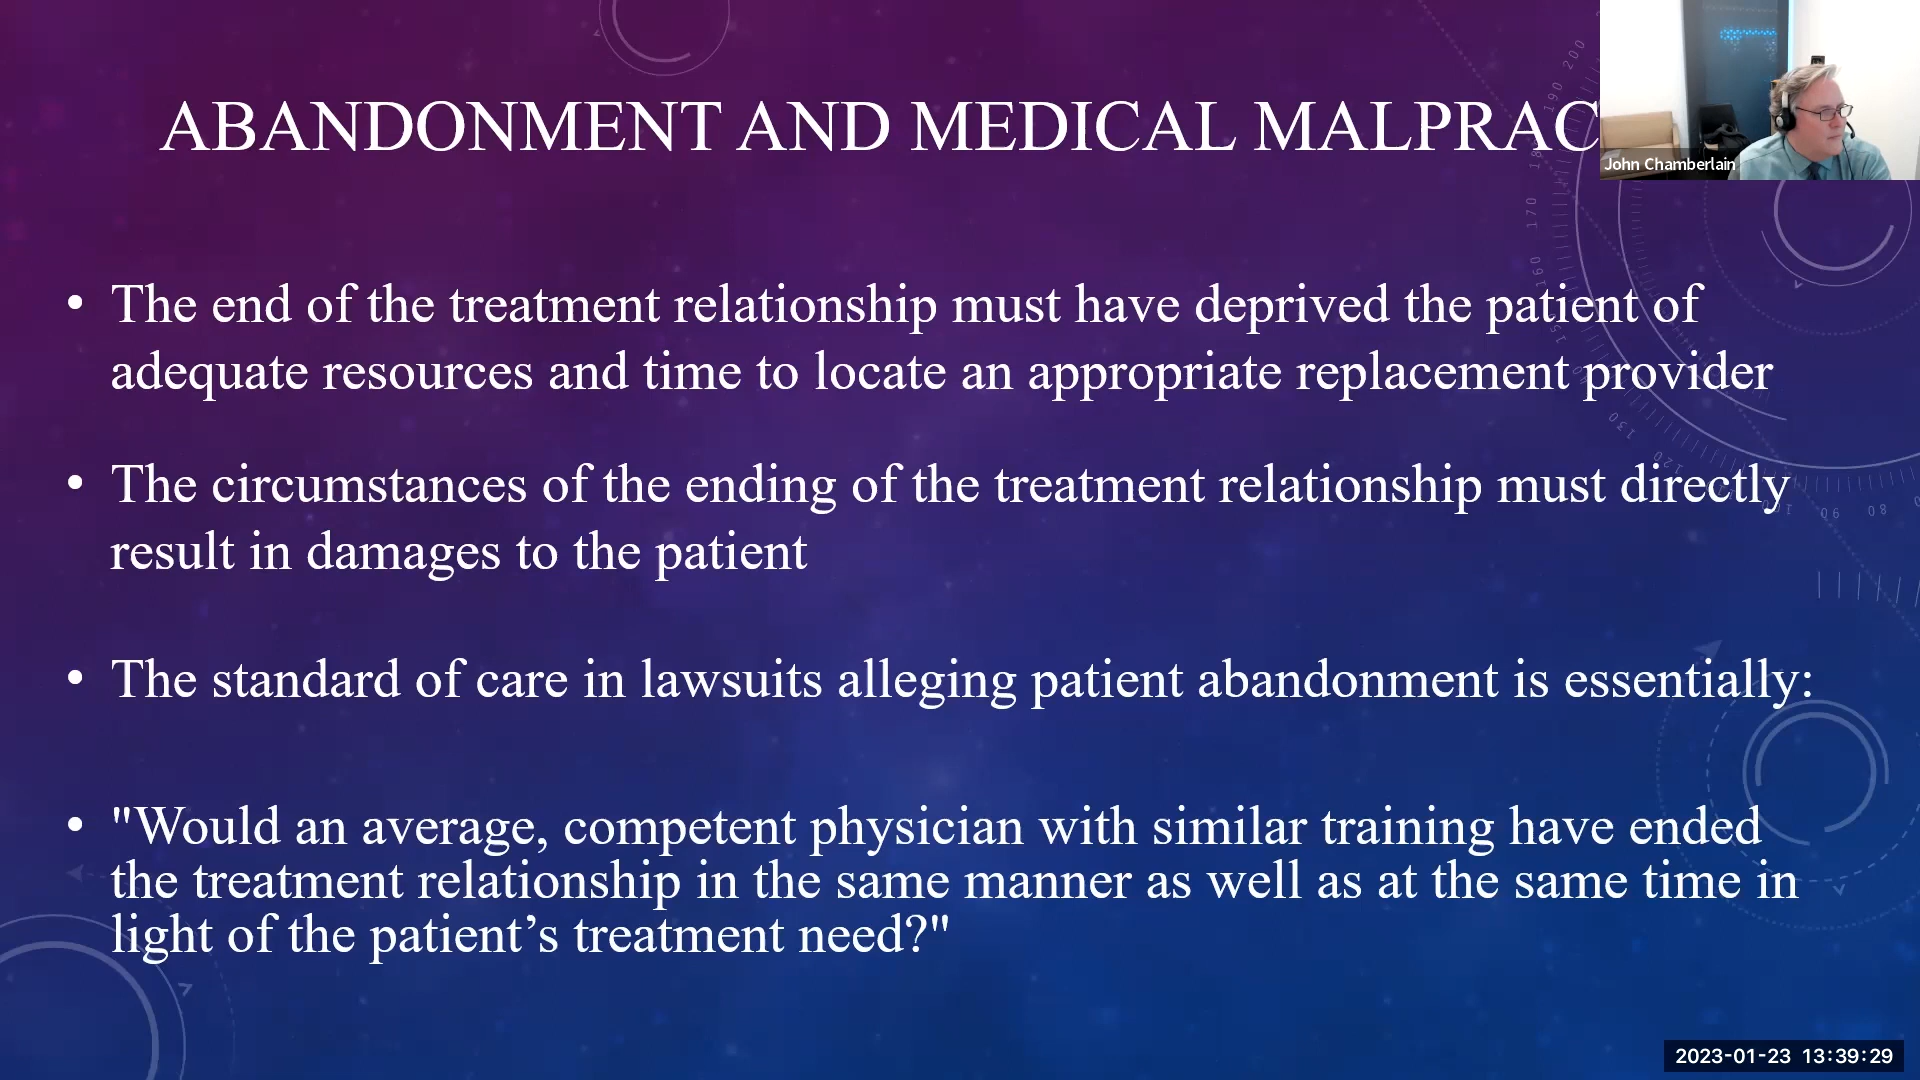 ABANDONMENT AND MEDICAL MALPRAC
John Chamberlain
• The end of the treatment relationship must have deprived the patient of
adequate resources and time to locate an appropriate replacement provider
• The circumstances of the ending of the treatment relationship must directly
result in damages to the patient
• The standard of care in lawsuits alleging patient abandonment is essentially:
• "Would an average, competent physician with similar training have ended
the treatment relationship in the same manner as well as at the same time in
light of the patient’s treatment need?"
2023-01-23 13:39:29